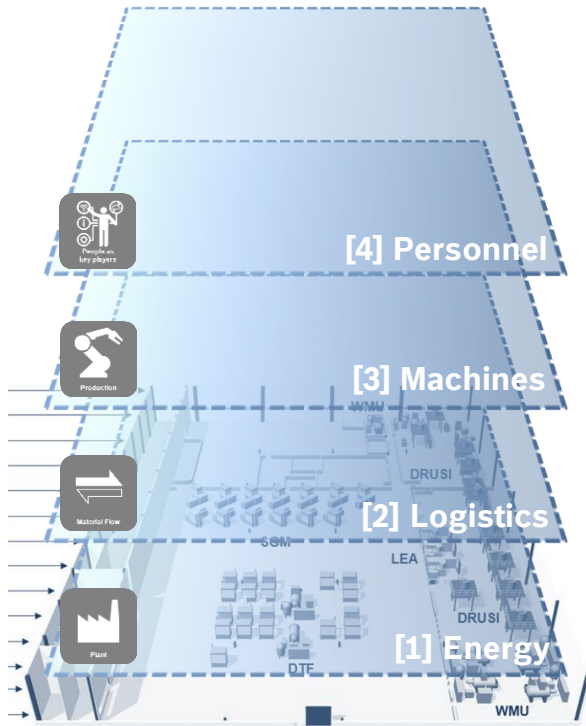 People as
key players
[4] Personnel
Production
[3] Machines
WMU
DRUSI
Material Flow
[2] Logistics
SGM
LEA
DRUSI
Plant
[1] Energy
DTF
WMU